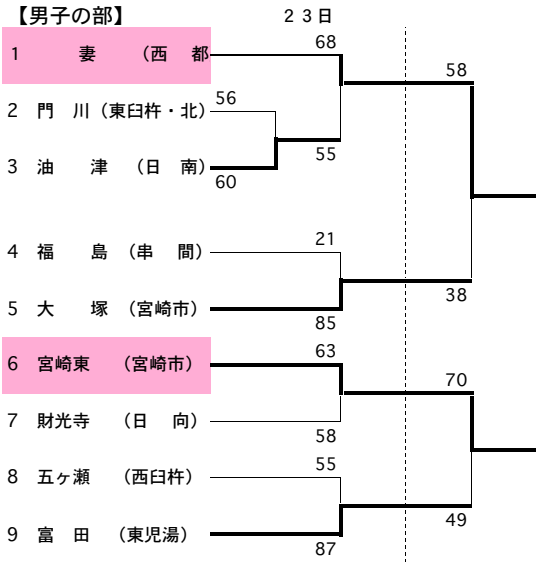 【男子の部】 ２３日
1 妻 （西 都
68
58
2 門 川（東臼杵・北）
56
3 油 津 （日 南）
60
55
4 福 島 （串 間）
21
5 大 塚 （宮崎市）
85
38
6 宮崎東 （宮崎市）
63
70
7 財光寺 （日 向）
58
8 五ヶ瀬 （西臼杵）
55
9 富 田 （東児湯）
87
49